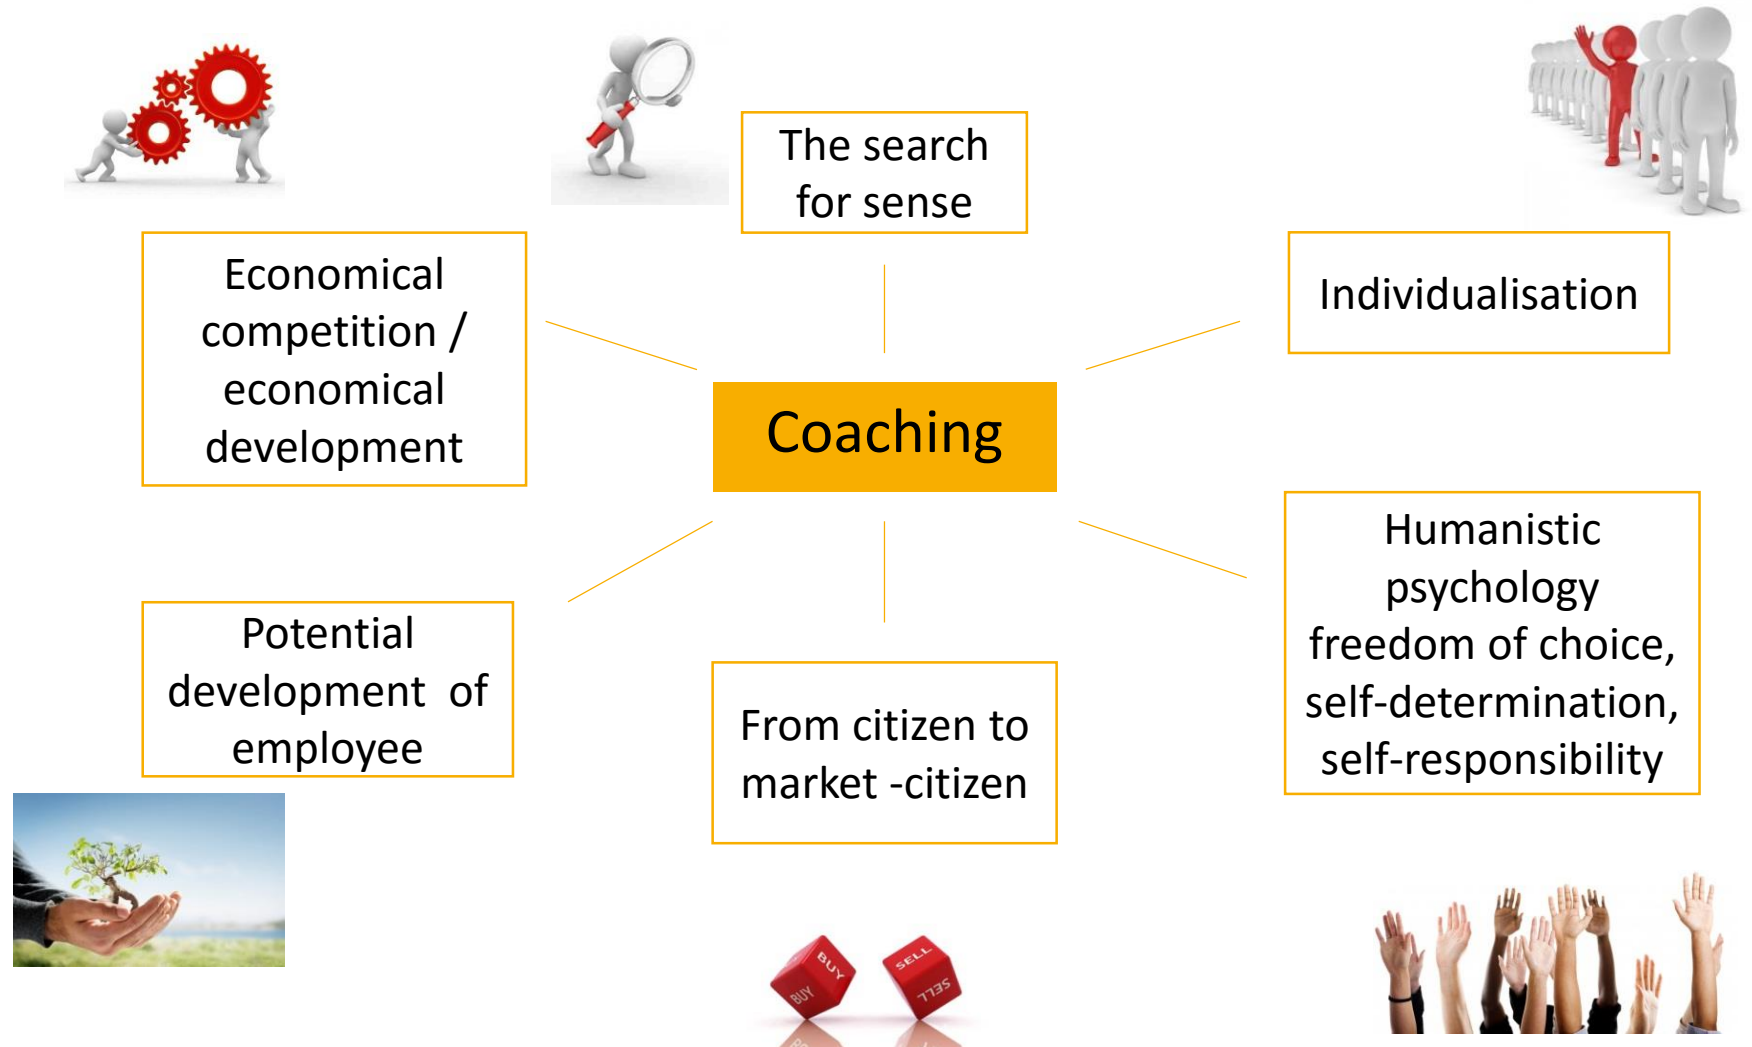 The search
for sense
Economical
competition /
economical
development
Individualisation
Coaching
Humanistic
psychology
freedom of choice,
self-determination,
self-responsibility
Potential
development  of
employee
From citizen to
market -citizen
BUY
BUY
SELL
SELL